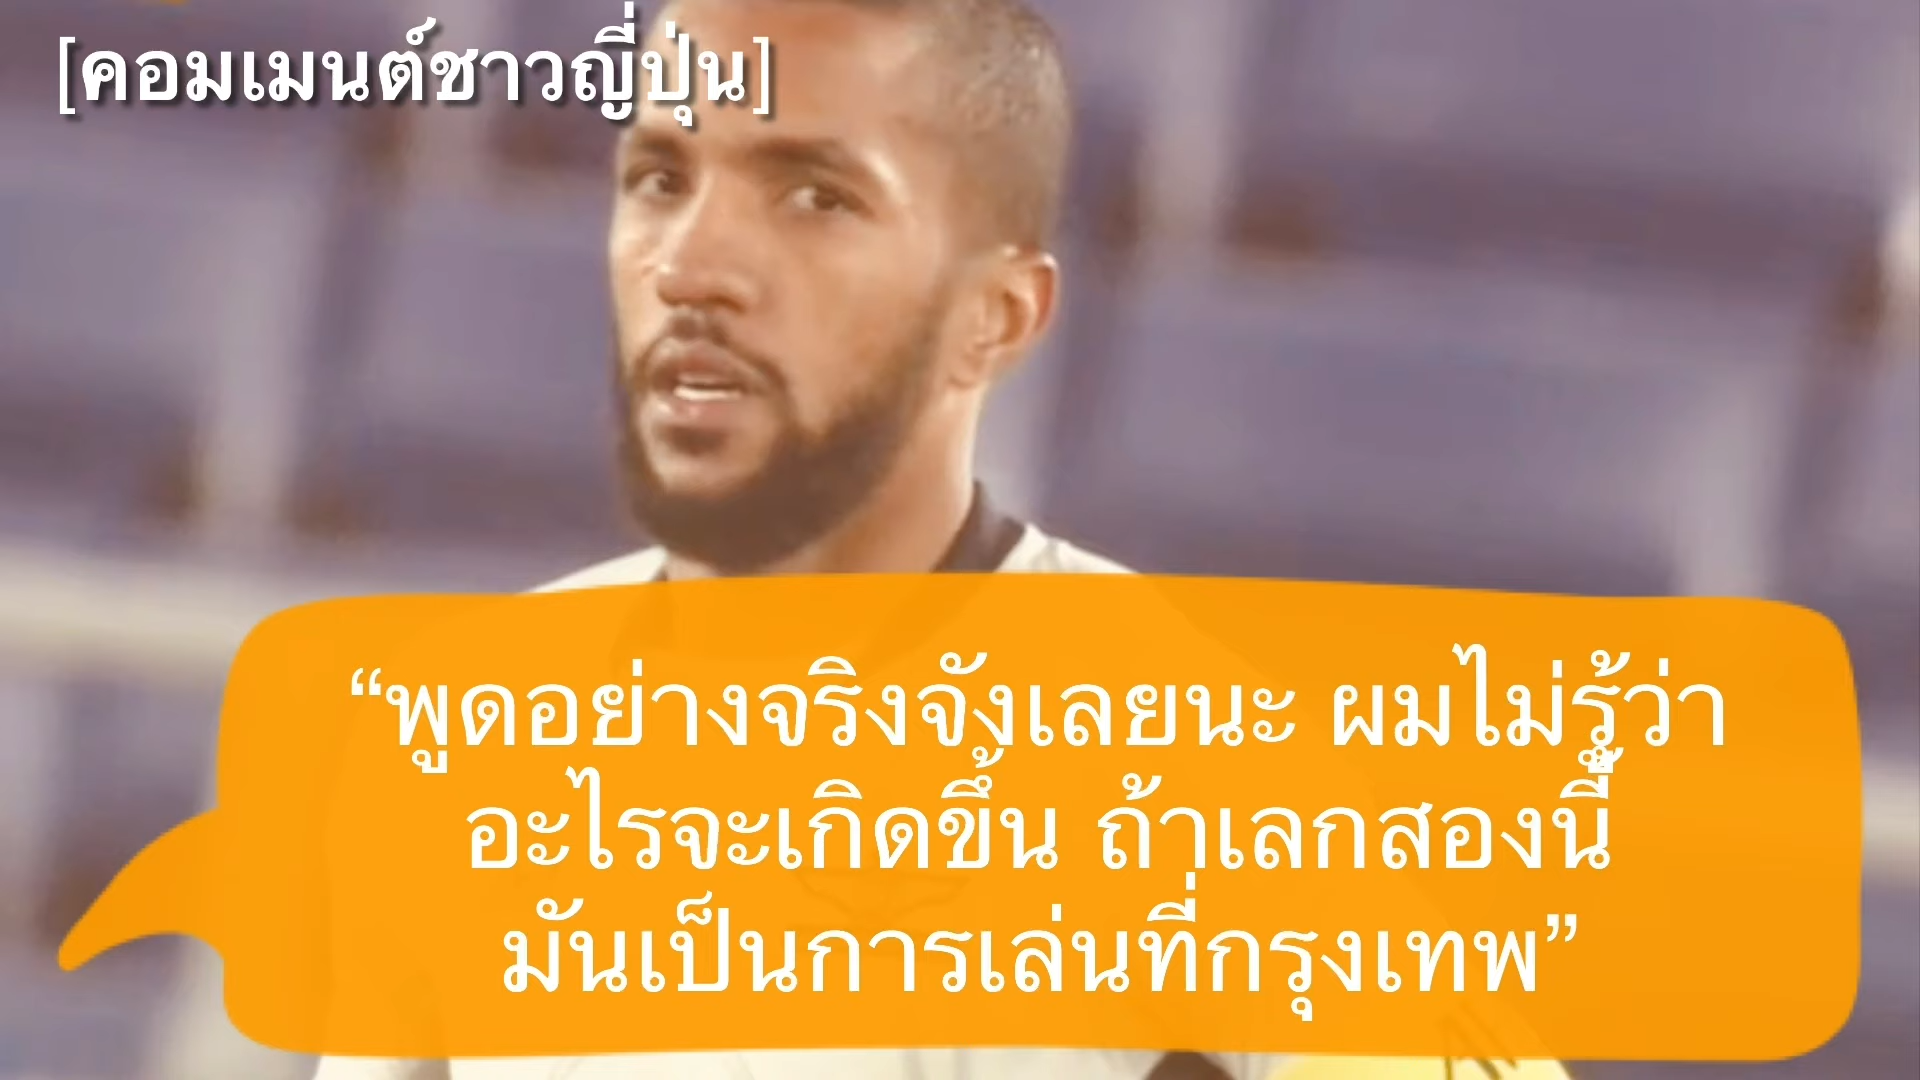 [คอมเมนต์ชาวญี่ปุ่น]
“พูดอย่างจริงจังเลยนะ ผมไม่รู้ว่า
อะไรจะเกิดขึ้น ถ้าเลกสองนี้
มันเป็นการเล่นที่กรุงเทพ”